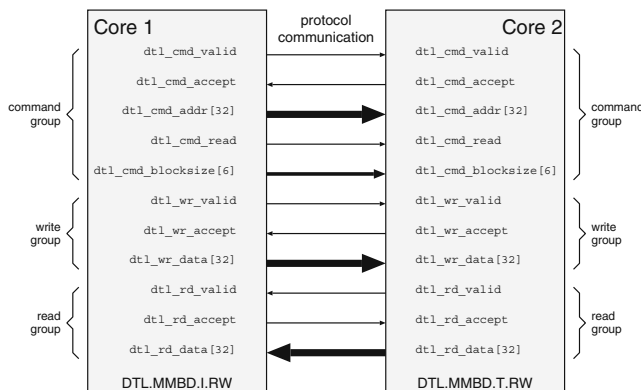 Core 1
protocol
communication
Core 2
dtl_cmd_valid
dtl_cmd_valid
dtl_cmd_accept
dtl_cmd_accept
command
group
dtl_cmd_addr[32]
dtl_cmd_addr[32]
command
group
dtl_cmd_read
dtl_cmd_read
dtl_cmd_blocksize[6]
dtl_cmd_blocksize[6]
dtl_wr_valid
dtl_wr_valid
write
group
dtl_wr_accept
dtl_wr_accept
write
group
dtl_wr_data[32]
dtl_wr_data[32]
dtl_rd_valid
dtl_rd_valid
read
group
dtl_rd_accept
dtl_rd_accept
read
group
dtl_rd_data[32]
dtl_rd_data[32]
DTL.MMBD.I.RW
DTL.MMBD.T.RW